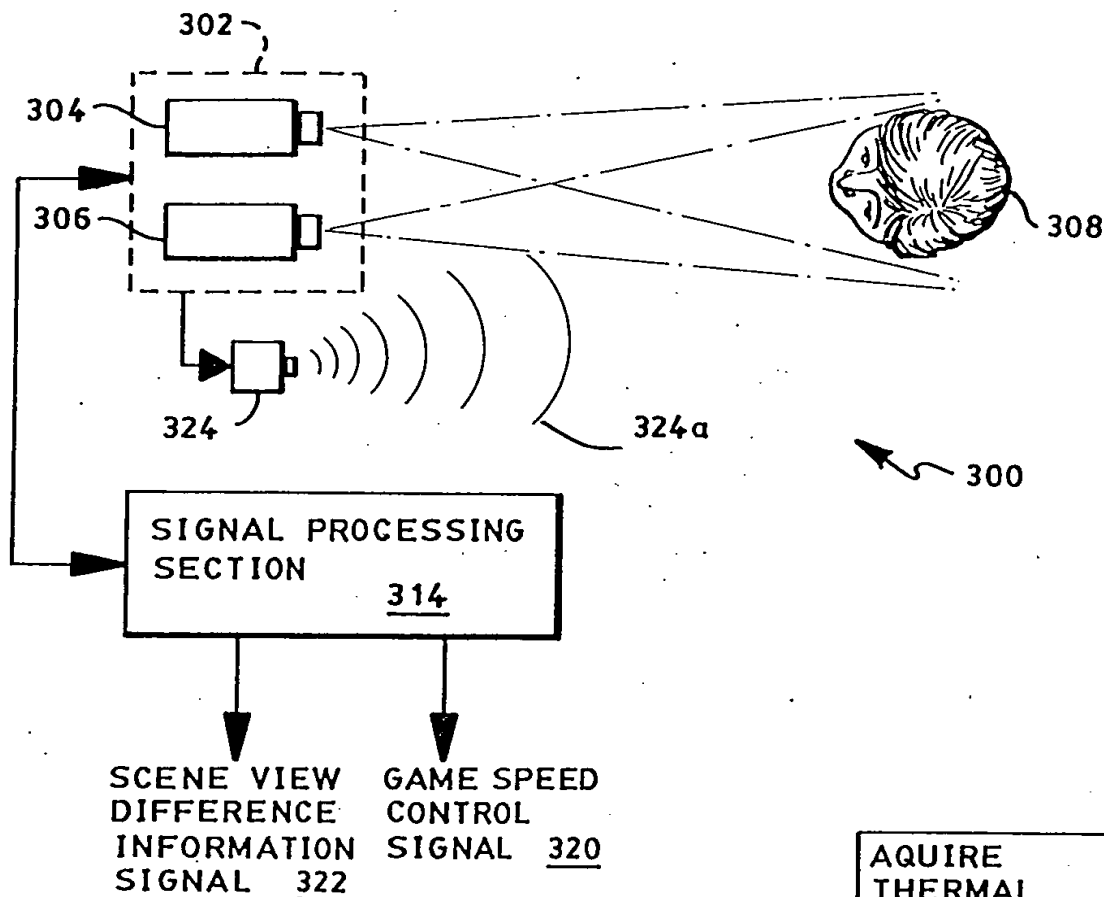 302
304
306
308
324
324a
300
SIGNAL PROCESSING
SECTION
314
SCENE VIEW
DIFFERENCE
INFORMATION
SIGNAL 322
GAME SPEED
CONTROL
SIGNAL 320
AQUIRE
THERMAL